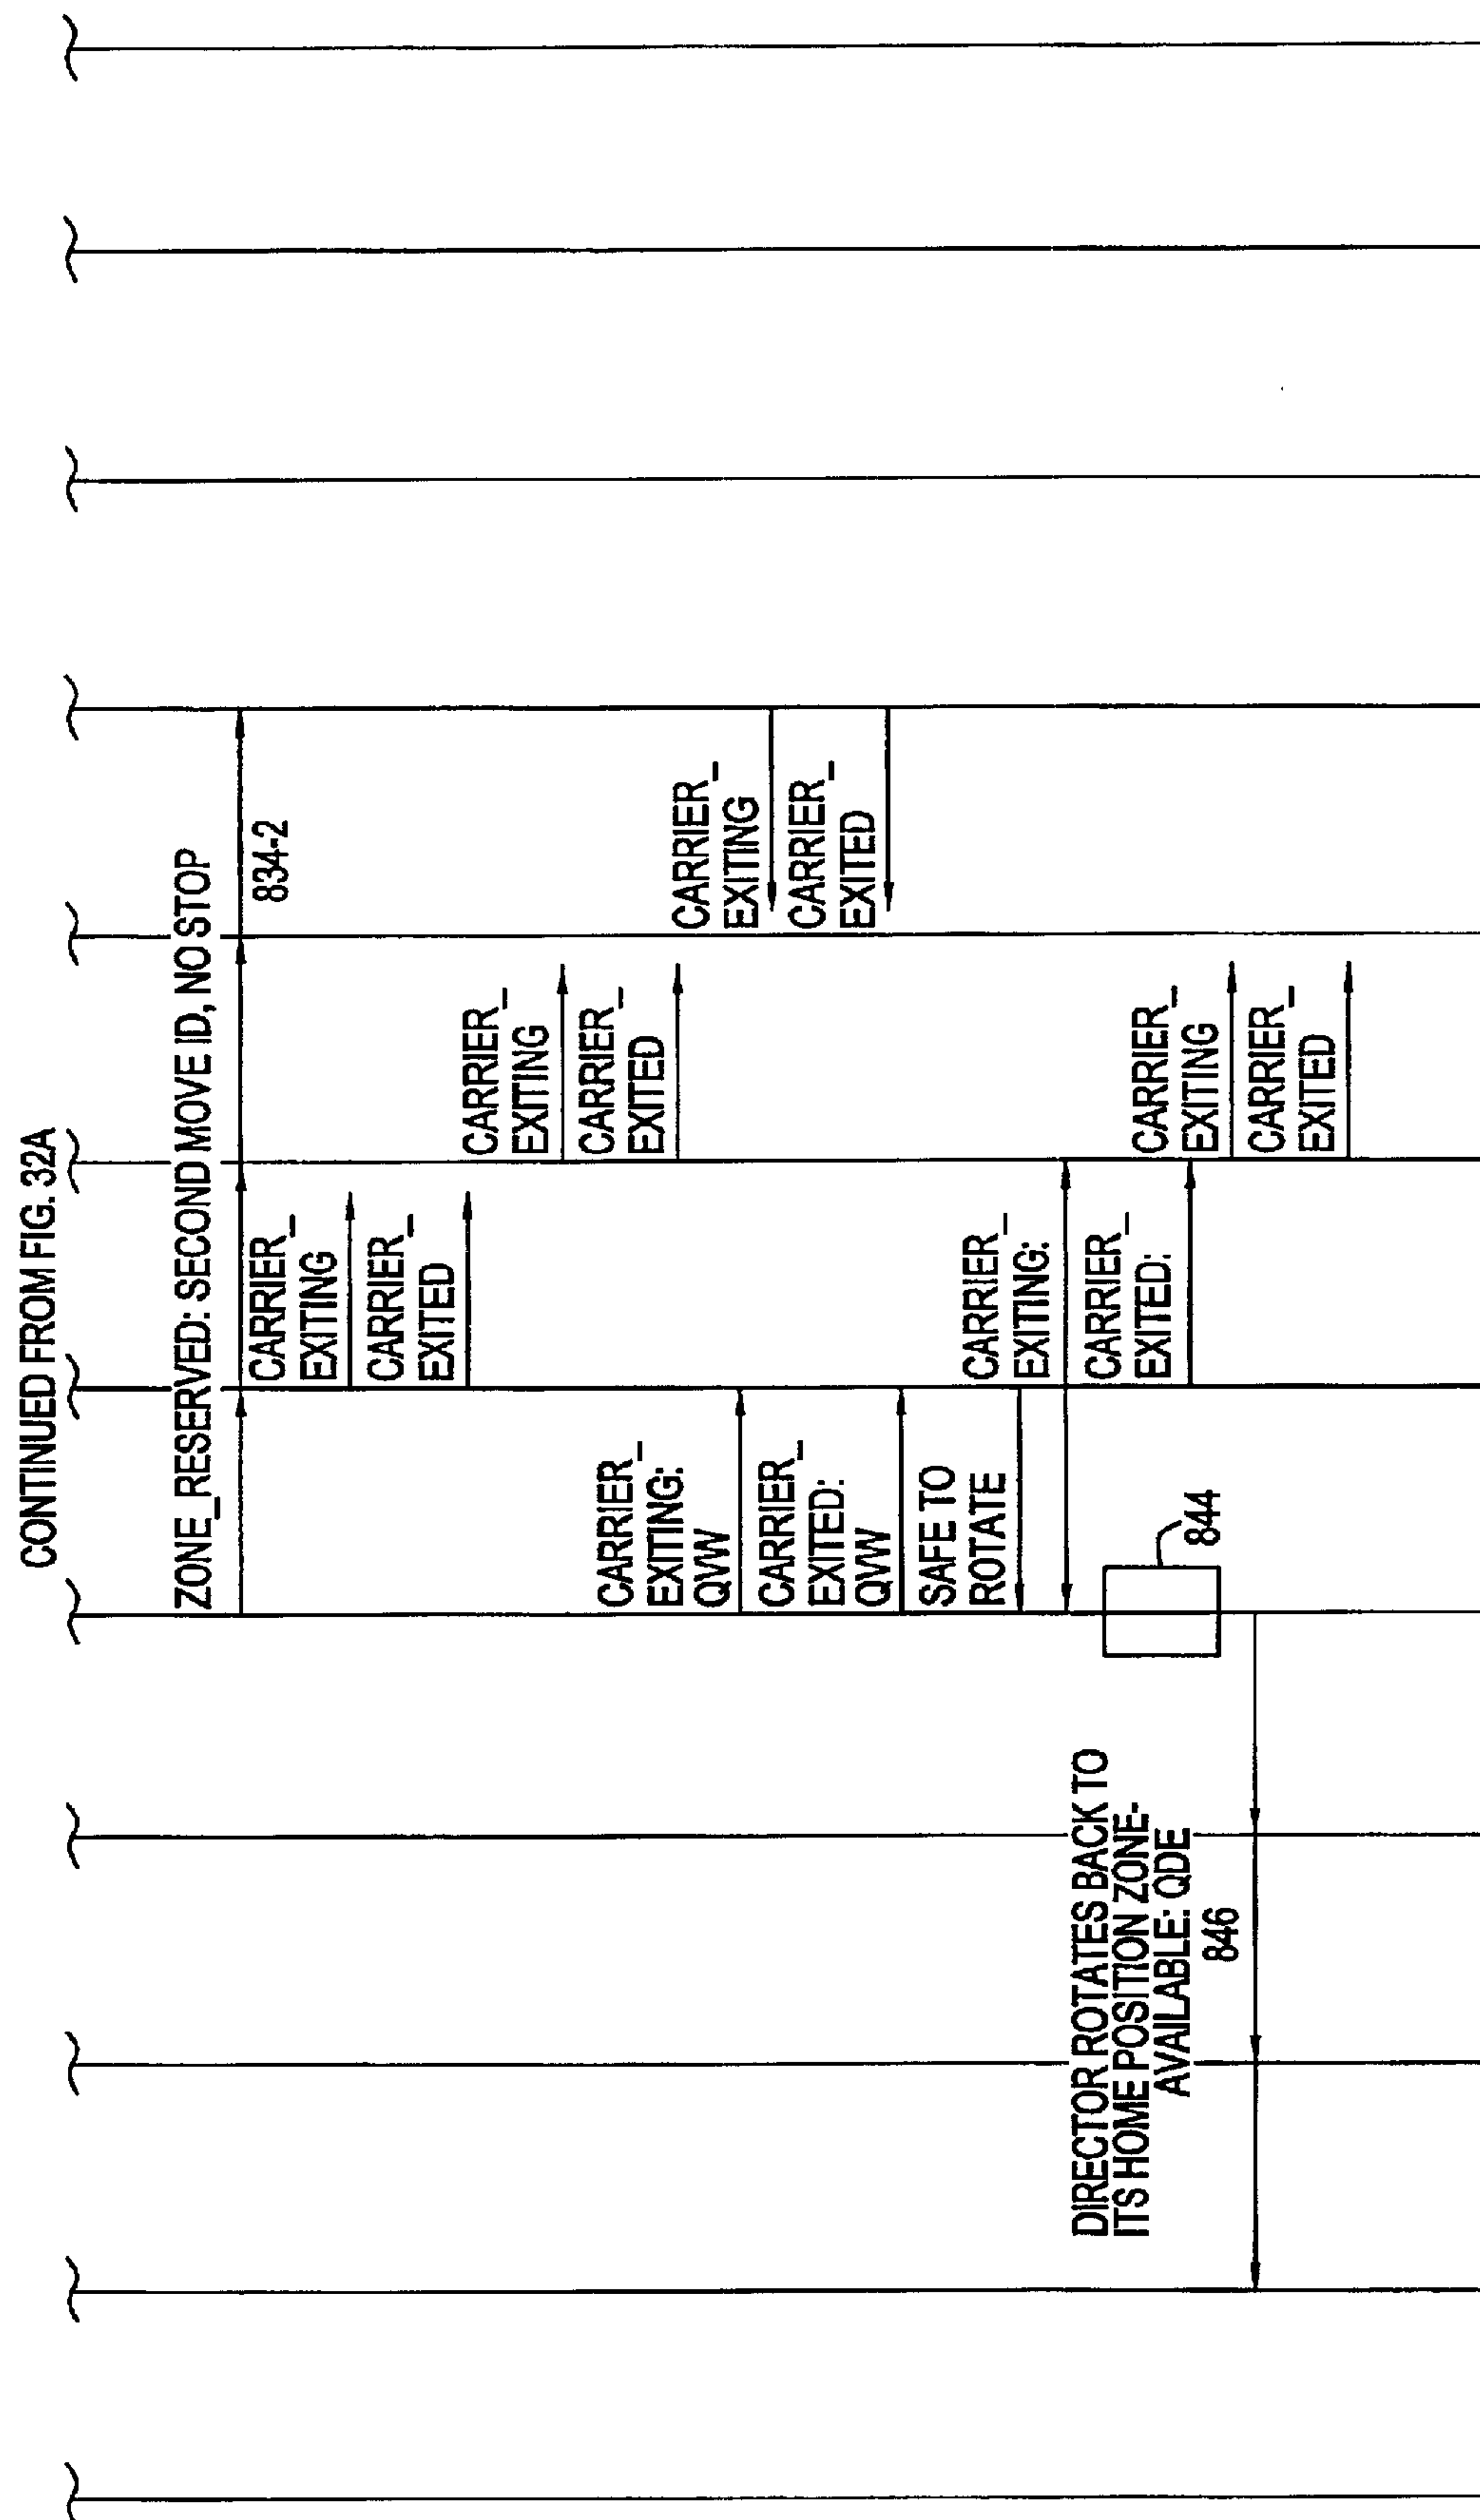 CONTINUED FROM FIG. 32A
ZONE_RESERVED: SECOND MOVE ID, NO STOP
834-2
CARRIER_
EXITING
CARRIER_
EXITED
CARRIER_
EXITING
CARRIER_
EXITED
CARRIER_
EXITING:
QWW
CARRIER_
EXITED:
QWW
CARRIER_
EXITING
CARRIER_
EXITED
SAFE TO
ROTATE
CARRIER_
EXITING:
CARRIER_
EXITED:
DIRECTOR ROTATES BACK TO
ITS HOME POSITION ZONE-
AVAILABLE: QDE
846
844
CARRIER_
EXITING
CARRIER_
EXITED